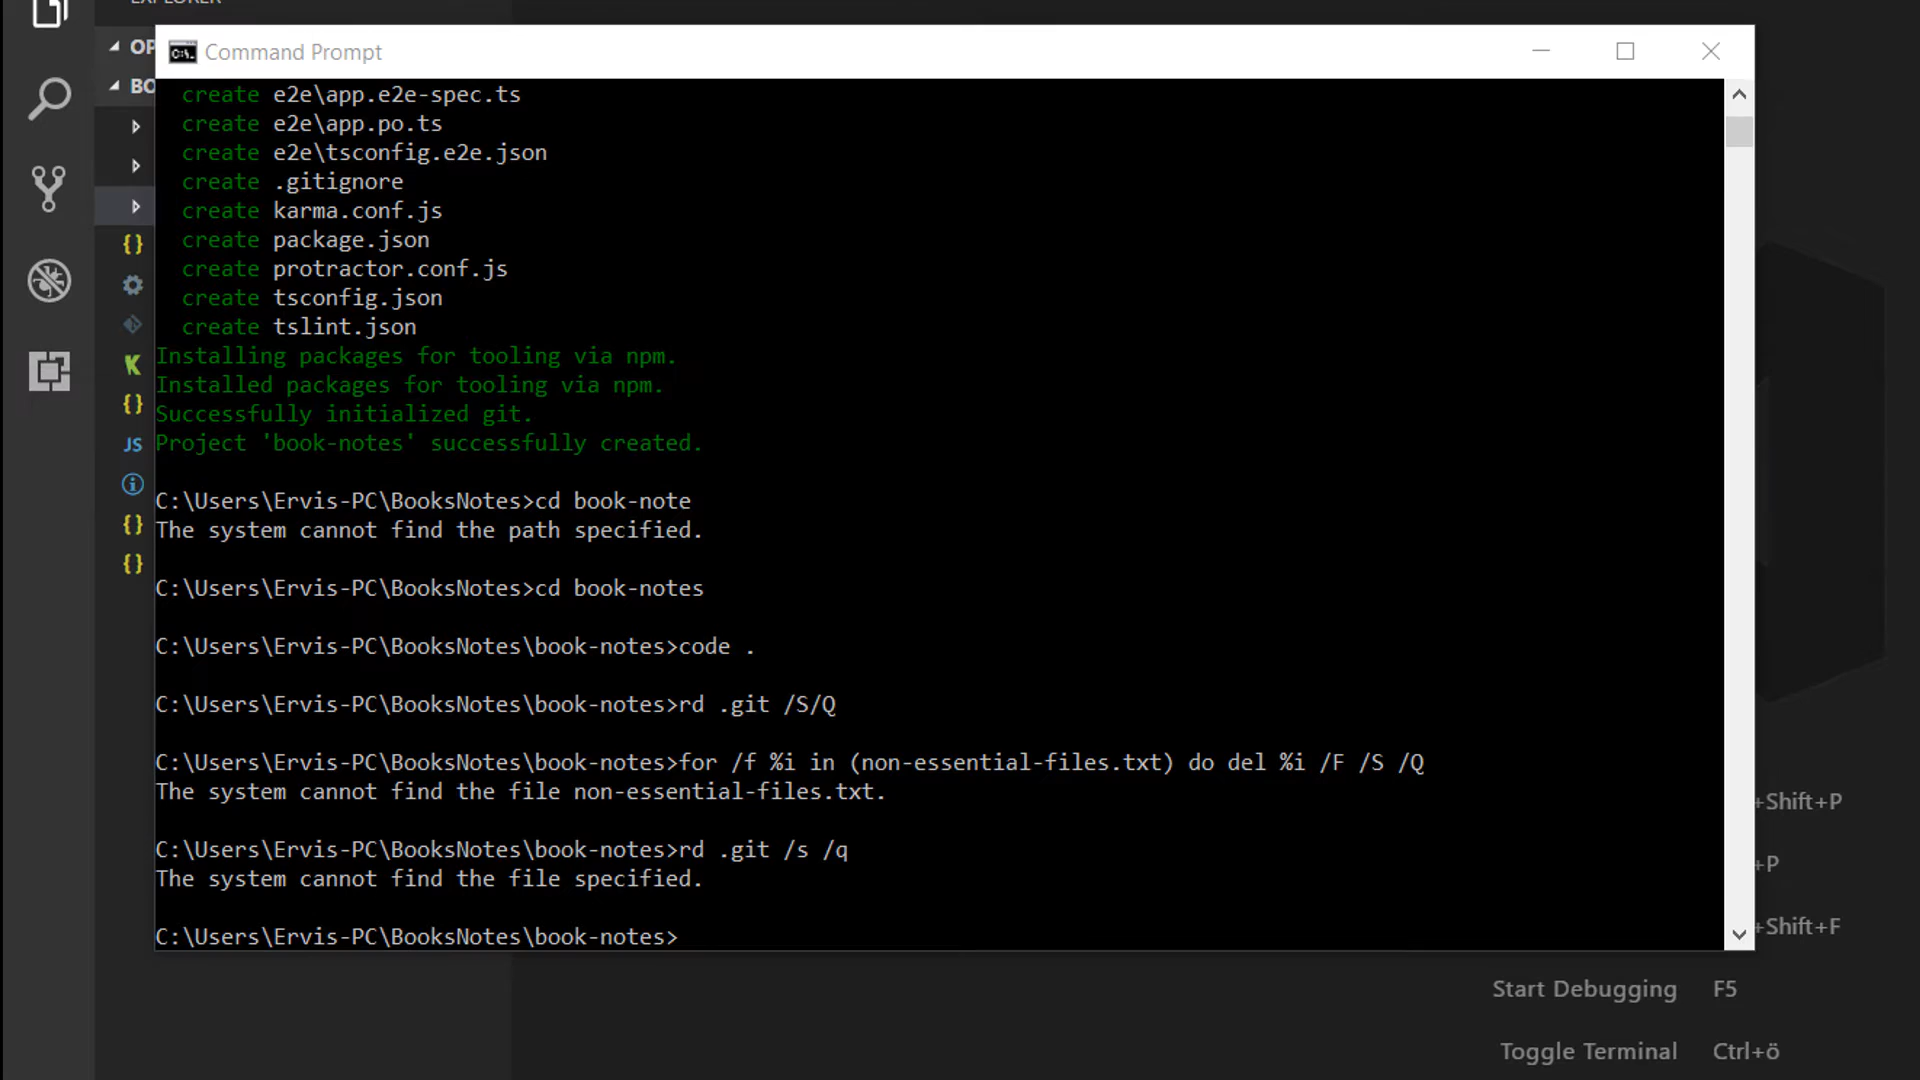 EXPLORER
OP
BO
Command Prompt
create e2e\app.e2e-spec.ts
create e2e\app.po.ts
create e2e\tsconfig.e2e.json
create .gitignore
create karma.conf.js
create package.json
create protractor.conf.js
create tsconfig.json
create tslint.json
Installing packages for tooling via npm.
Installed packages for tooling via npm.
Successfully initialized git.
Project 'book-notes' successfully created.
C:\Users\Ervis-PC\BooksNotes>cd book-note
The system cannot find the path specified.
C:\Users\Ervis-PC\BooksNotes>cd book-notes
C:\Users\Ervis-PC\BooksNotes\book-notes>code .
C:\Users\Ervis-PC\BooksNotes\book-notes>rd .git /S/Q
C:\Users\Ervis-PC\BooksNotes\book-notes>for /f %i in (non-essential-files.txt) do del %i /F /S /Q
The system cannot find the file non-essential-files.txt.
C:\Users\Ervis-PC\BooksNotes\book-notes>rd .git /s /q
The system cannot find the file specified.
C:\Users\Ervis-PC\BooksNotes\book-notes>
+Shift+P
+P
+Shift+F
Start Debugging F5
Toggle Terminal Ctrl+ö